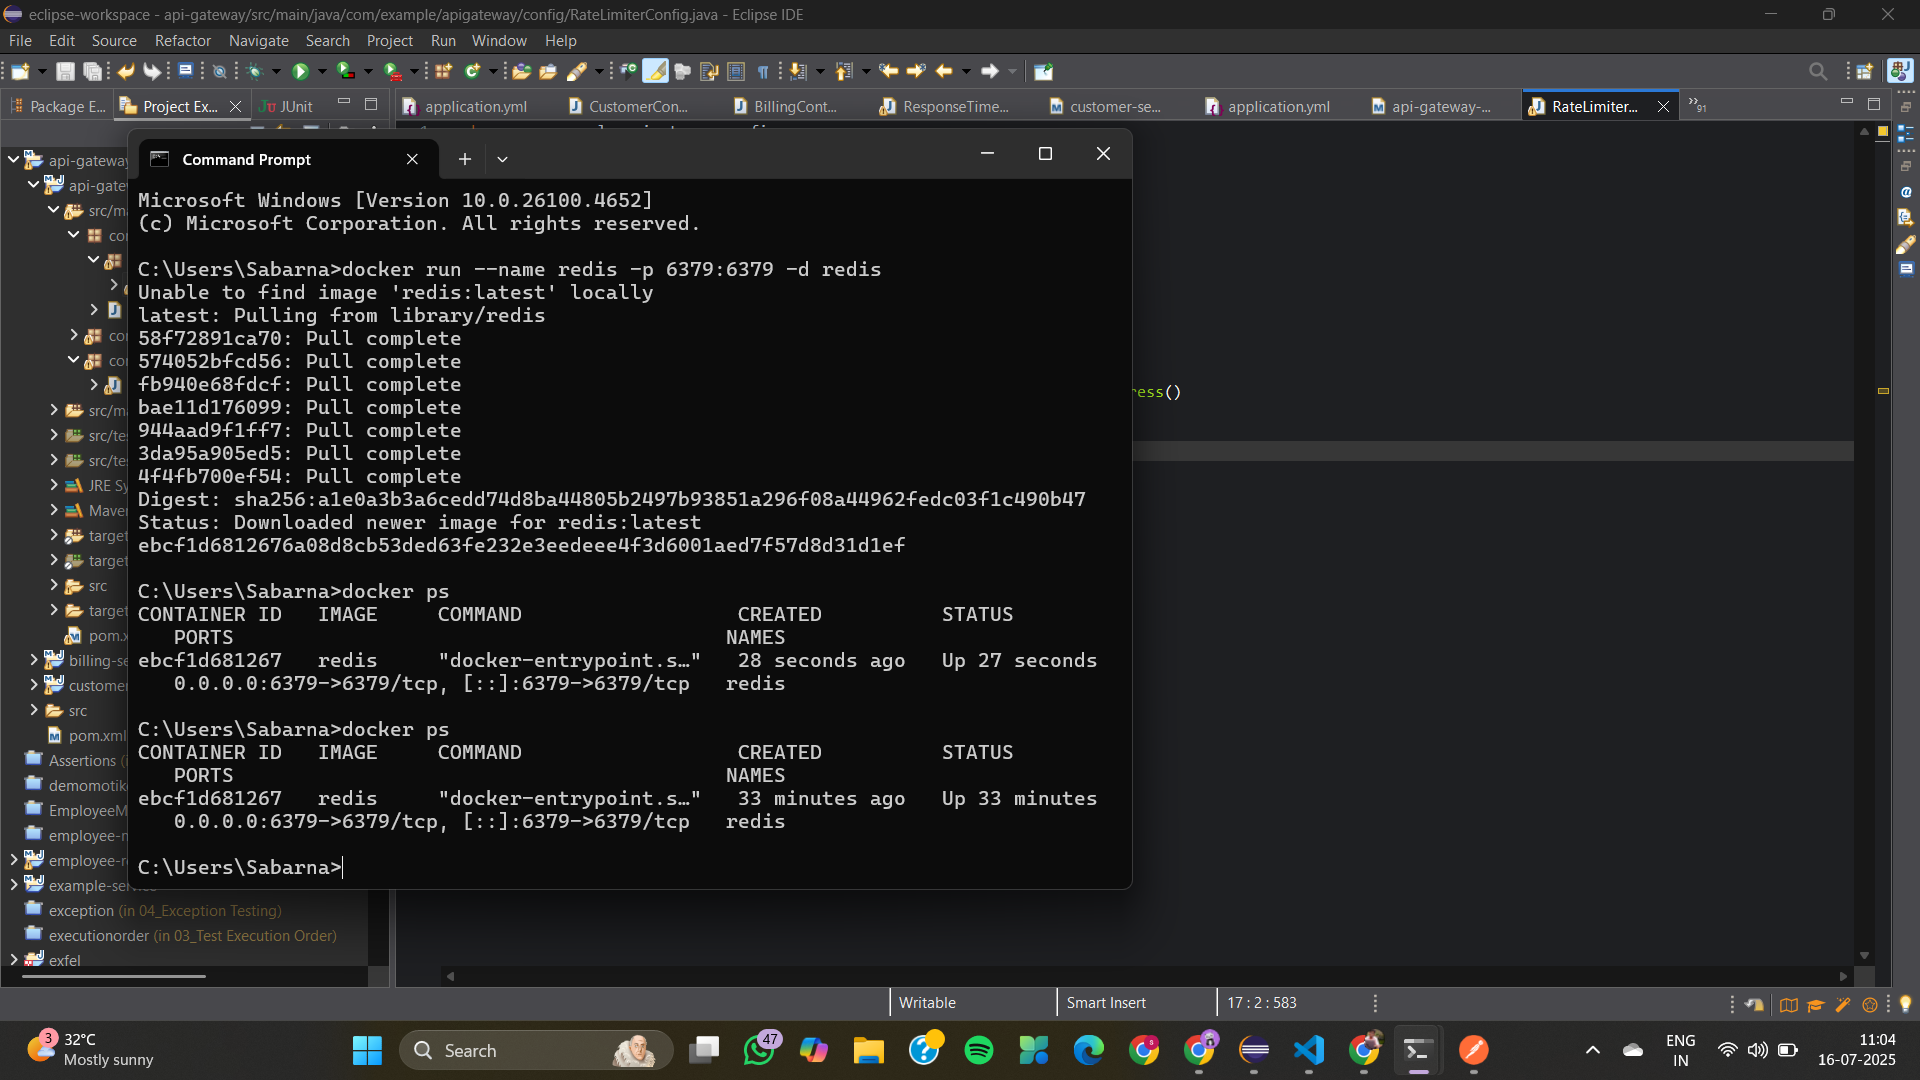 eclipse-workspace - api-gateway/src/main/java/com/example/apigateway/config/RateLimiterConfig.java - Eclipse IDE
File Edit Source Refactor Navigate Search Project Run Window Help
Package E... Project Ex... JUnit application.yml CustomerCon... BillingCont... ResponseTime... customer-se... application.yml api-gateway-... RateLimiter... 91
Command Prompt
Microsoft Windows [Version 10.0.26100.4652]
(c) Microsoft Corporation. All rights reserved.
C:\Users\Sabarna>docker run --name redis -p 6379:6379 -d redis
Unable to find image 'redis:latest' locally
latest: Pulling from library/redis
58f72891ca70: Pull complete
574052bfcd56: Pull complete
fb940e68fdcf: Pull complete
bae11d176099: Pull complete
944aad9f1ff7: Pull complete
3da95a905ed5: Pull complete
4f4fb700ef54: Pull complete
Digest: sha256:a1e0a3b3a6cedd74d8ba44805b2497b93851a296f08a44962fedc03f1c490b47
Status: Downloaded newer image for redis:latest
ebcf1d6812676a08d8cb53ded63fe232e3eedeee4f3d6001aed7f57d8d31d1ef
C:\Users\Sabarna>docker ps
CONTAINER ID IMAGE COMMAND CREATED STATUS
PORTS NAMES
ebcf1d681267 redis "docker-entrypoint.s…" 28 seconds ago Up 27 seconds
0.0.0.0:6379->6379/tcp, [::]:6379->6379/tcp redis
C:\Users\Sabarna>docker ps
CONTAINER ID IMAGE COMMAND CREATED STATUS
PORTS NAMES
ebcf1d681267 redis "docker-entrypoint.s…" 33 minutes ago Up 33 minutes
0.0.0.0:6379->6379/tcp, [::]:6379->6379/tcp redis
C:\Users\Sabarna>
ress()
api-gateway
api-gate
src/ma
co
co
co
src/ma
src/te
src/te
JRE Sy
Maven
target
target
src
target
pom.x
billing-se
customer
src
pom.xml
Assertions (i
demomotik
EmployeeM
employee-n
employee-r
example-service
exception (in 04_Exception Testing)
executionorder (in 03_Test Execution Order)
exfel
Writable Smart Insert 17 : 2 : 583
3
32°C
Mostly sunny
Search
47
ENG
IN
11:04
16-07-2025